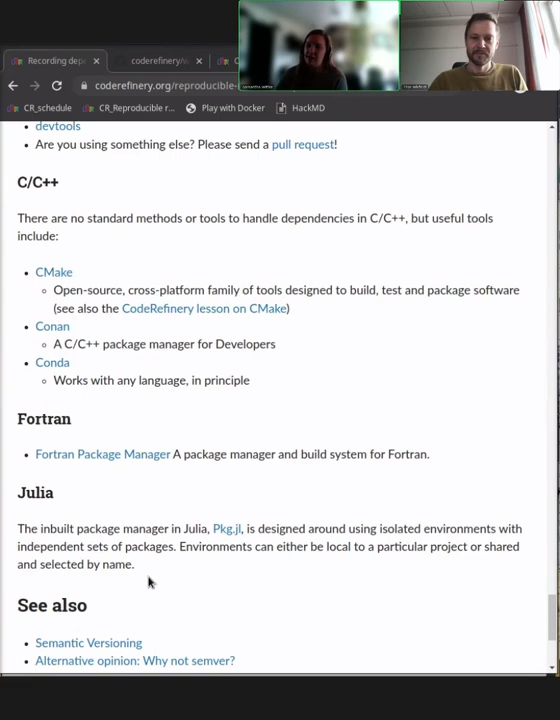 Recording dep
coderefinery/w
C
coderefinery.org/reproducible-
CR_schedule
CR_Reproducible r...
Play with Docker
HackMD
devtools
Are you using something else? Please send a pull request!
C/C++
There are no standard methods or tools to handle dependencies in C/C++, but useful tools
include:
CMake
Open-source, cross-platform family of tools designed to build, test and package software
(see also the CodeRefinery lesson on CMake)
Conan
A C/C++ package manager for Developers
Conda
Works with any language, in principle
Fortran
Fortran Package Manager A package manager and build system for Fortran.
Julia
The inbuilt package manager in Julia, Pkg.jl, is designed around using isolated environments with
independent sets of packages. Environments can either be local to a particular project or shared
and selected by name.
See also
Semantic Versioning
Alternative opinion: Why not semver?